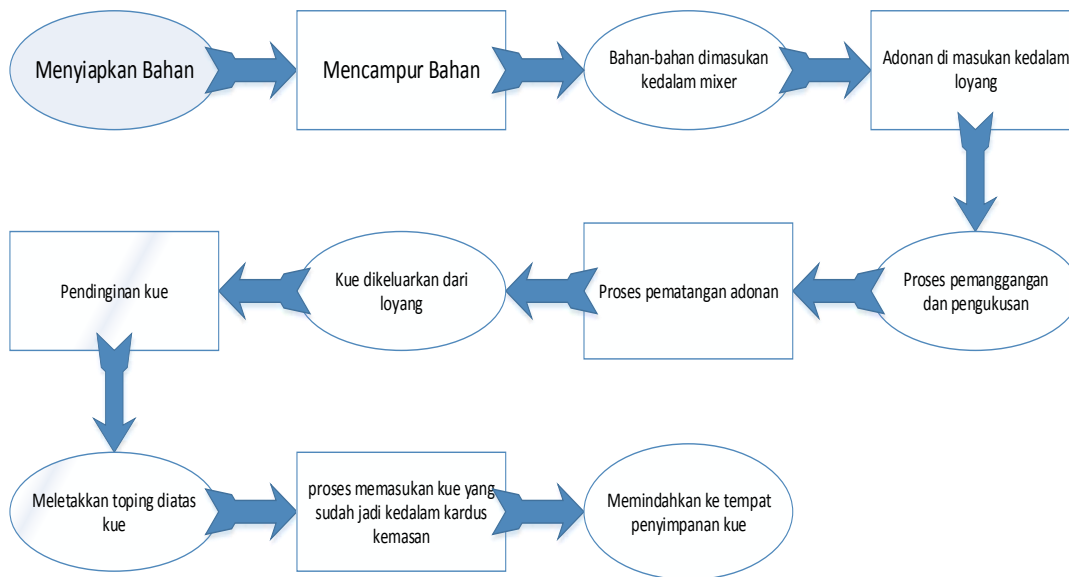 Menyiapkan Bahan
Mencampur Bahan
Bahan-bahan dimasukan
kedalam mixer
Adonan di masukan kedalam
loyang
Proses pemanggangan
dan pengukusan
Proses pematangan adonan
Kue dikeluarkan dari
loyang
Pendinginan kue
Meletakkan toping diatas
kue
proses memasukan kue yang
sudah jadi kedalam kardus
kemasan
Memindahkan ke tempat
penyimpanan kue